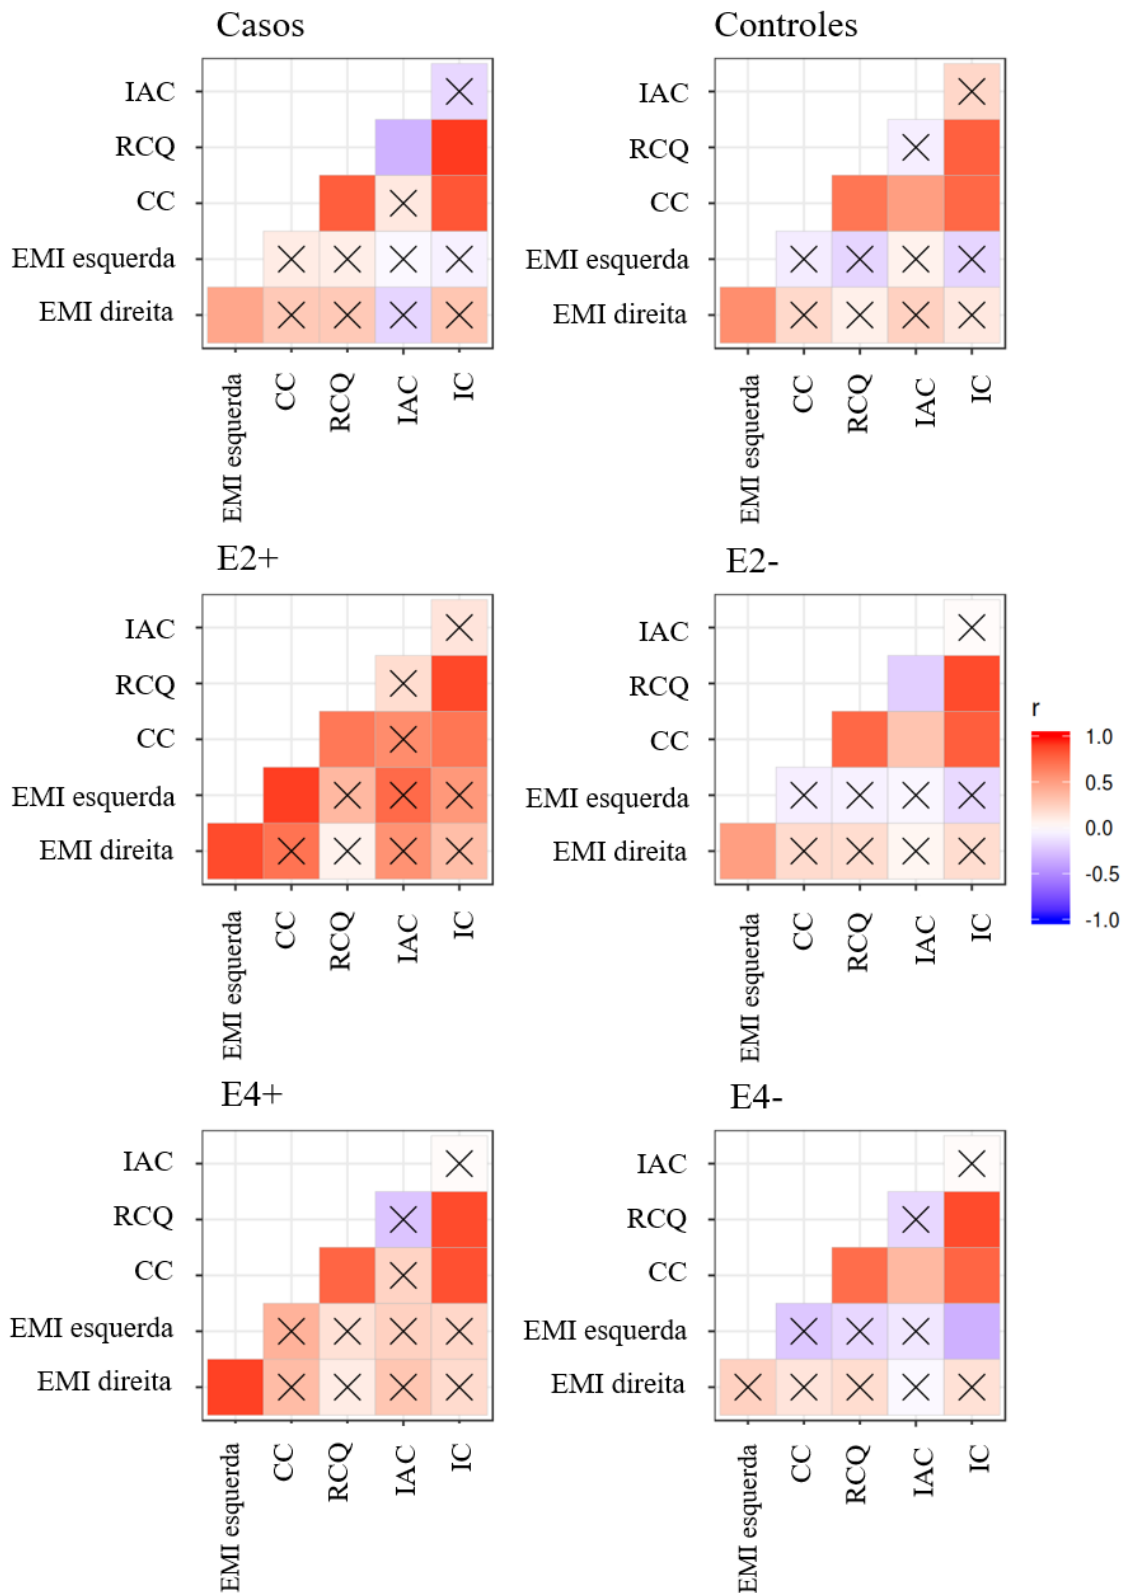 Casos
IAC
RCQ
CC
EMI esquerda
EMI direita
EMI esquerda
CC
RCQ
IAC
IC
Controles
IAC
RCQ
CC
EMI esquerda
EMI direita
EMI esquerda
CC
RCQ
IAC
IC
E2+
IAC
RCQ
CC
EMI esquerda
EMI direita
EMI esquerda
CC
RCQ
IAC
IC
E2-
IAC
RCQ
CC
EMI esquerda
EMI direita
EMI esquerda
CC
RCQ
IAC
IC
r
1.0
0.5
0.0
-0.5
-1.0
E4+
IAC
RCQ
CC
EMI esquerda
EMI direita
EMI esquerda
CC
RCQ
IAC
IC
E4-
IAC
RCQ
CC
EMI esquerda
EMI direita
EMI esquerda
CC
RCQ
IAC
IC